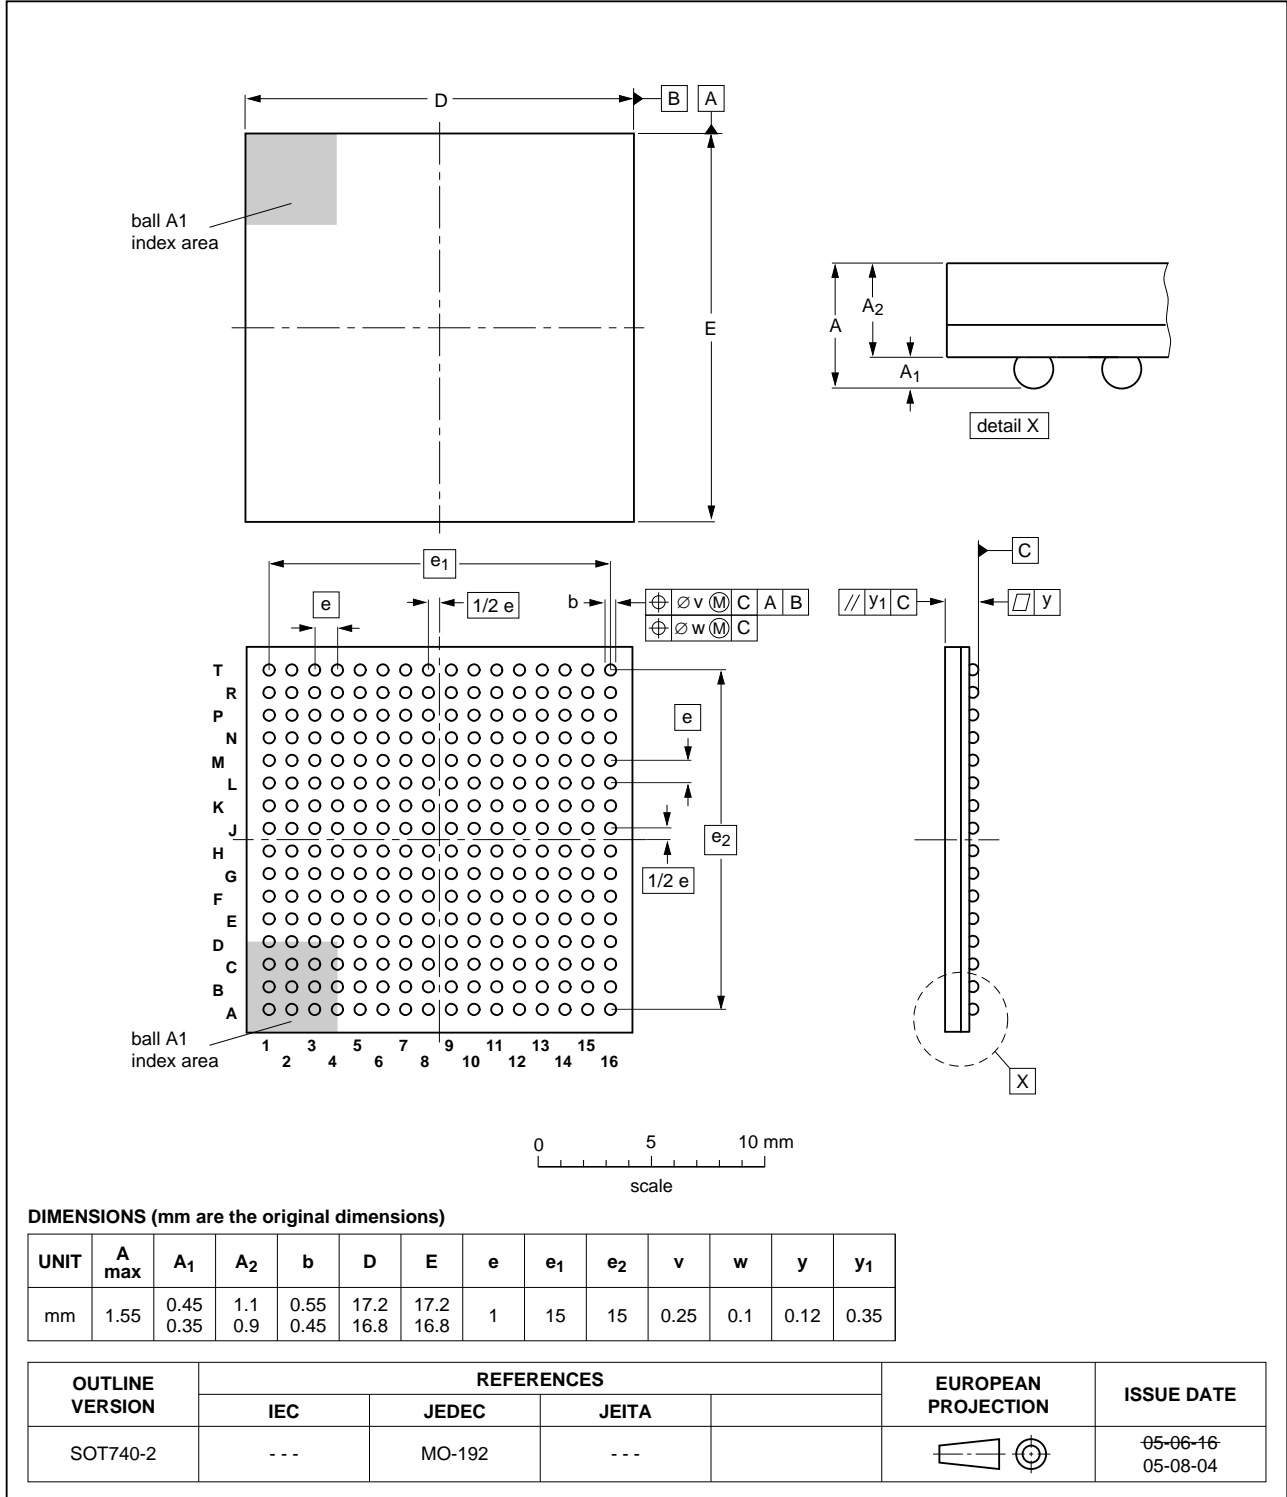 D
B
A
ball A1
index area
E
A
A2
A1
detail X
e1
e
1/2 e
b
⌖ ⌀ v Ⓜ C A B
⌖ ⌀ w Ⓜ C
// y1 C
C
▱ y
T
R
P
N
M
L
K
J
H
G
F
E
D
C
B
A
e
e2
1/2 e
ball A1
index area
1 3 5 7 9 11 13 15
2 4 6 8 10 12 14 16
X
0 5 10 mm
scale
DIMENSIONS (mm are the original dimensions)
UNIT A max A1 A2 b D E e e1 e2 v w y y1
mm 1.55 0.45 0.35 1.1 0.9 0.55 0.45 17.2 16.8 17.2 16.8 1 15 15 0.25 0.1 0.12 0.35
OUTLINE VERSION REFERENCES EUROPEAN PROJECTION ISSUE DATE
IEC JEDEC JEITA
SOT740-2 - - - MO-192 - - - 05-06-16
05-08-04